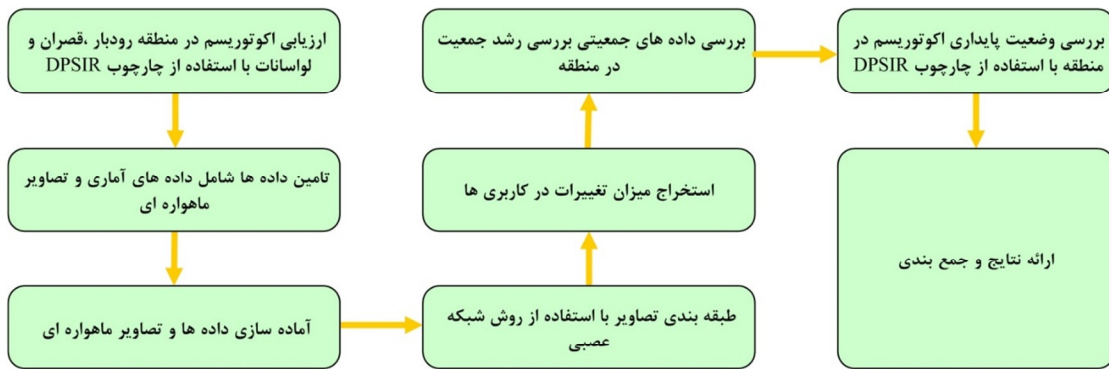 ارزیابی اکوتوریسم در منطقه رودبار ،قصران و
لواسانات با استفاده از چارچوب DPSIR
تامین داده ها شامل داده های آماری و تصاویر
ماهواره ای
آماده سازی داده ها و تصاویر ماهواره ای
طبقه بندی تصاویر با استفاده از روش شبکه
عصبی
استخراج میزان تغییرات در کاربری ها
بررسی داده های جمعیتی بررسی رشد جمعیت
در منطقه
بررسی وضعیت پایداری اکوتوریسم در
منطقه با استفاده از چارچوب DPSIR
ارائه نتایج و جمع بندی